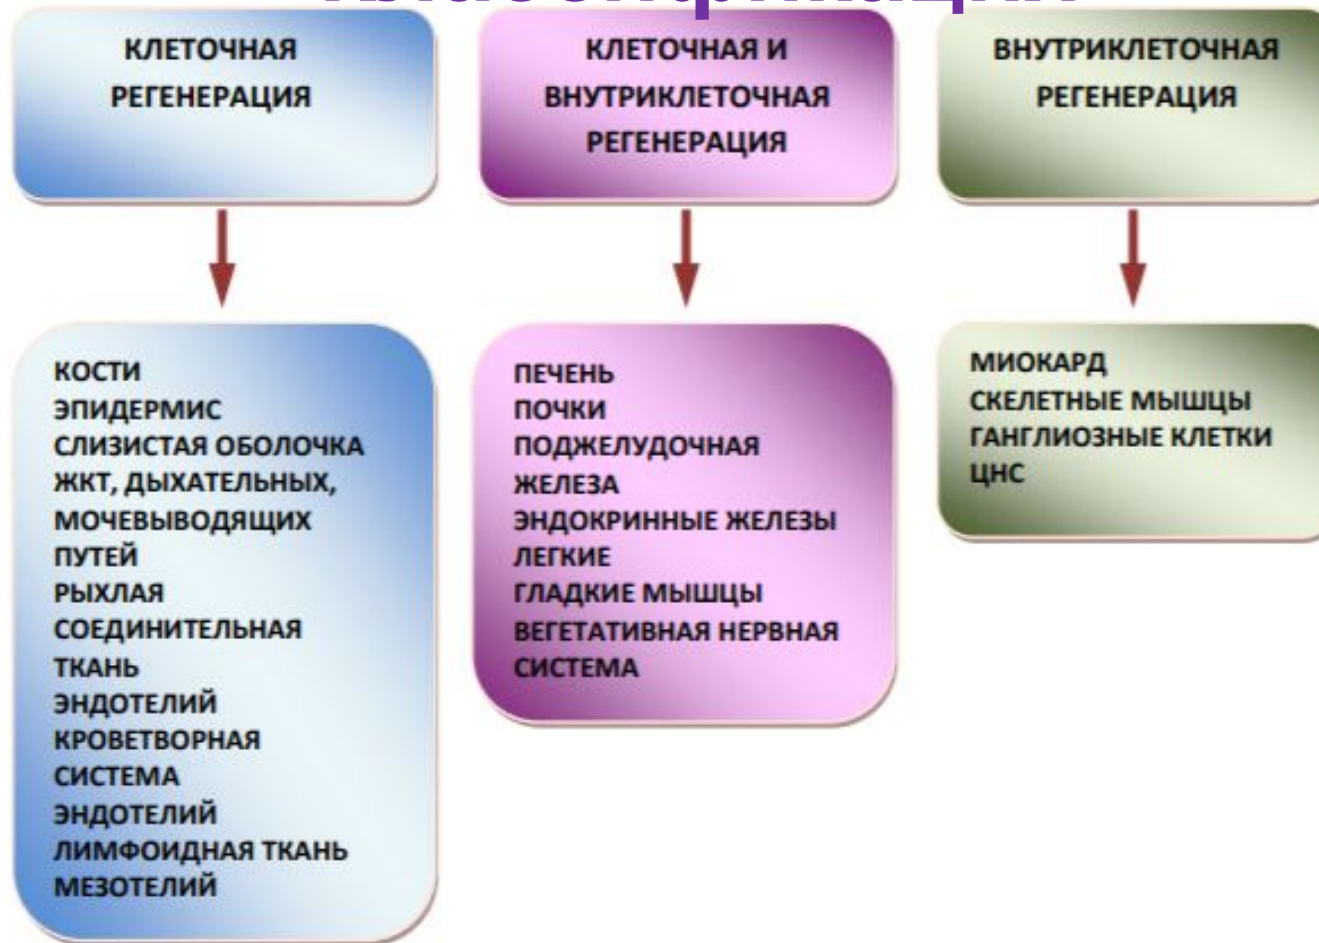 Классификации
КЛЕТОЧНАЯ
РЕГЕНЕРАЦИЯ
КЛЕТОЧНАЯ И
ВНУТРИКЛЕТОЧНАЯ
РЕГЕНЕРАЦИЯ
ВНУТРИКЛЕТОЧНАЯ
РЕГЕНЕРАЦИЯ
КОСТИ
ЭПИДЕРМИС
СЛИЗИСТАЯ ОБОЛОЧКА
ЖКТ, ДЫХАТЕЛЬНЫХ,
МОЧЕВЫВОДЯЩИХ
ПУТЕЙ
РЫХЛАЯ
СОЕДИНИТЕЛЬНАЯ
ТКАНЬ
ЭНДОТЕЛИЙ
КРОВЕТВОРНАЯ
СИСТЕМА
ЭНДОТЕЛИЙ
ЛИМФОИДНАЯ ТКАНЬ
МЕЗОТЕЛИЙ
ПЕЧЕНЬ
ПОЧКИ
ПОДЖЕЛУДОЧНАЯ
ЖЕЛЕЗА
ЭНДОКРИННЫЕ ЖЕЛЕЗЫ
ЛЕГКИЕ
ГЛАДКИЕ МЫШЦЫ
ВЕГЕТАТИВНАЯ НЕРВНАЯ
СИСТЕМА
МИОКАРД
СКЕЛЕТНЫЕ МЫШЦЫ
ГАНГЛИОЗНЫЕ КЛЕТКИ
ЦНС